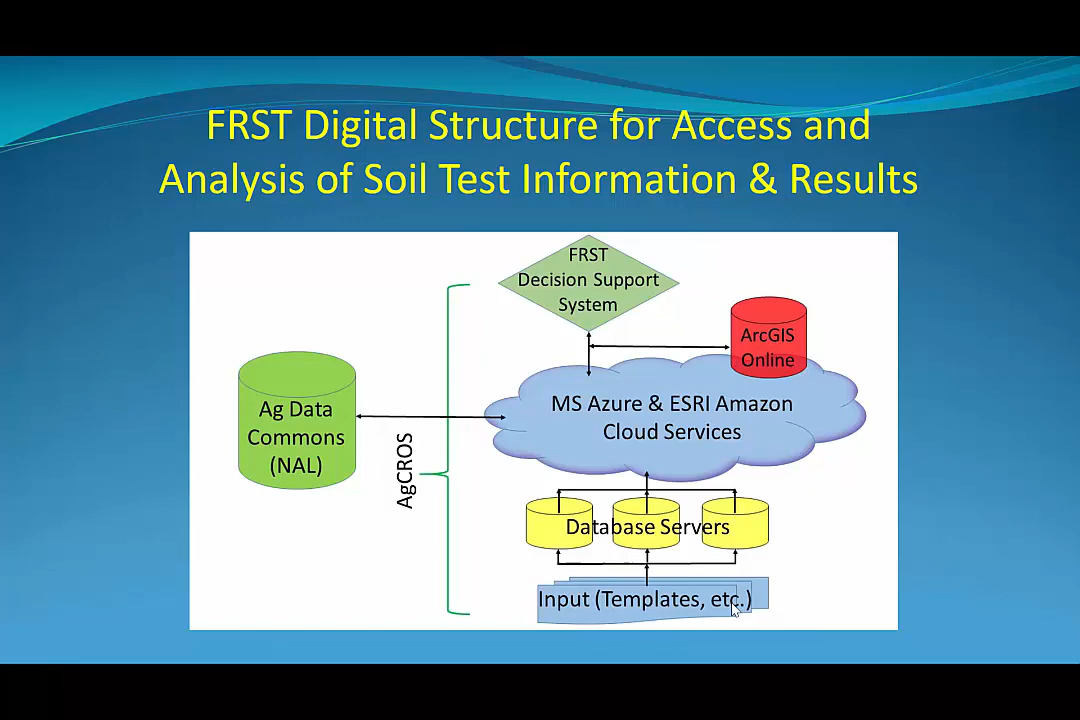 FRST Digital Structure for Access and
Analysis of Soil Test Information & Results
FRST
Decision Support
System
ArcGIS
Online
Ag Data
Commons
(NAL)
MS Azure & ESRI Amazon
Cloud Services
AgCROS
Database Servers
Input (Templates, etc.)